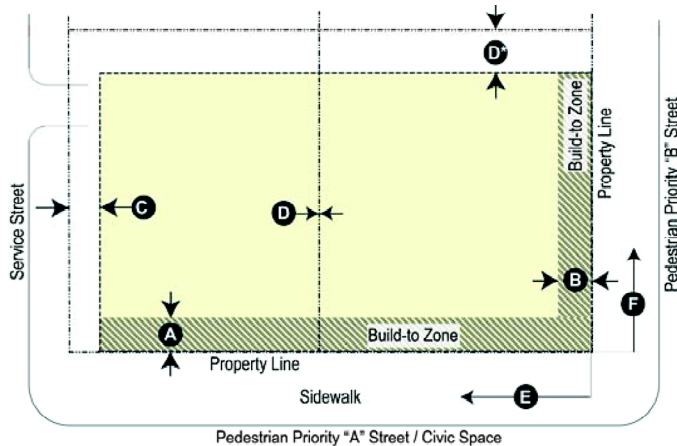 D*
Build-to Zone
Property Line
Pedestrian Priority "B" Street
Service Street
C
D
B
F
A
Build-to Zone
Property Line
Sidewalk
E
Pedestrian Priority "A" Street / Civic Space